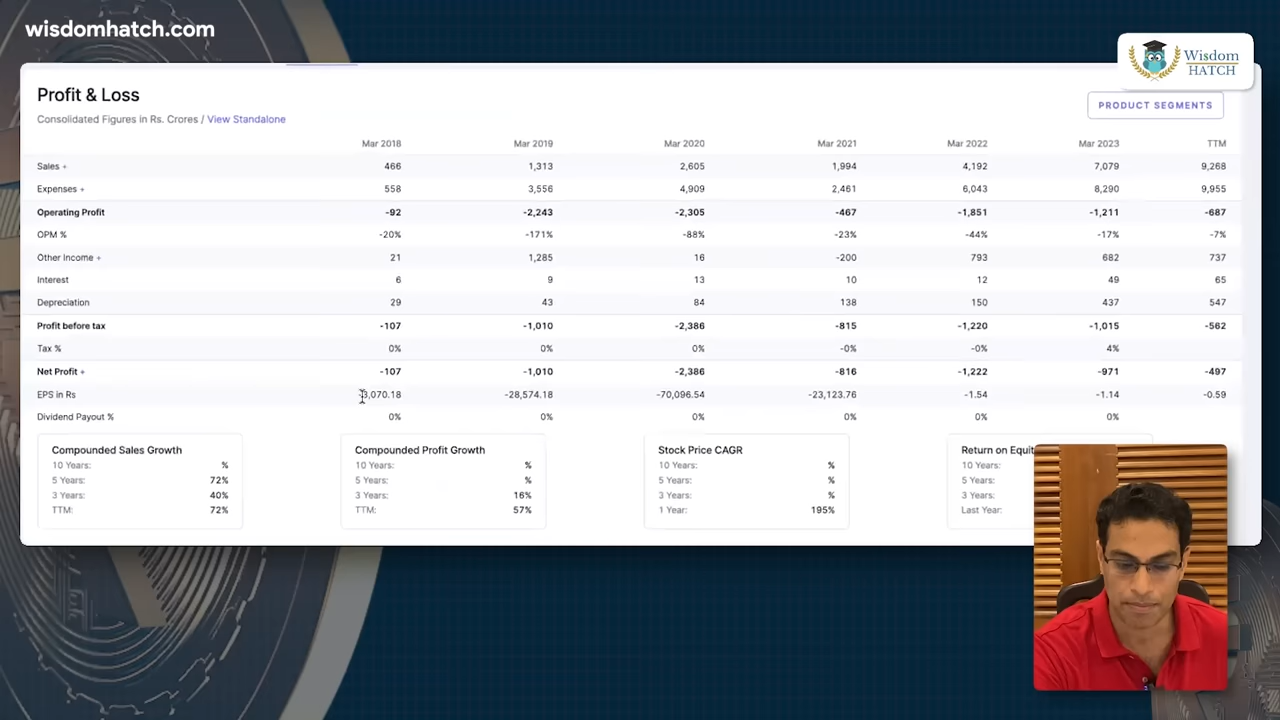 wisdomhatch.com
Wisdom
HATCH
Profit & Loss
Consolidated Figures in Rs. Crores / View Standalone
PRODUCT SEGMENTS
Mar 2018 Mar 2019 Mar 2020 Mar 2021 Mar 2022 Mar 2023 TTM
Sales + 466 1,313 2,605 1,994 4,192 7,079 9,268
Expenses + 558 3,556 4,909 2,461 6,043 8,290 9,955
Operating Profit -92 -2,243 -2,305 -467 -1,851 -1,211 -687
OPM % -20% -171% -88% -23% -44% -17% -7%
Other Income + 21 1,285 16 -200 793 682 737
Interest 6 9 13 10 12 49 65
Depreciation 29 43 84 138 150 437 547
Profit before tax -107 -1,010 -2,386 -815 -1,220 -1,015 -562
Tax % 0% 0% 0% -0% -0% 4%
Net Profit + -107 -1,010 -2,386 -816 -1,222 -971 -497
EPS in Rs -3,070.18 -28,574.18 -70,096.54 -23,123.76 -1.54 -1.14 -0.59
Dividend Payout % 0% 0% 0% 0% 0% 0%
Compounded Sales Growth
10 Years: %
5 Years: 72%
3 Years: 40%
TTM: 72%
Compounded Profit Growth
10 Years: %
5 Years: %
3 Years: 16%
TTM: 57%
Stock Price CAGR
10 Years: %
5 Years: %
3 Years: %
1 Year: 195%
Return on Equit
10 Years:
5 Years:
3 Years:
Last Year: